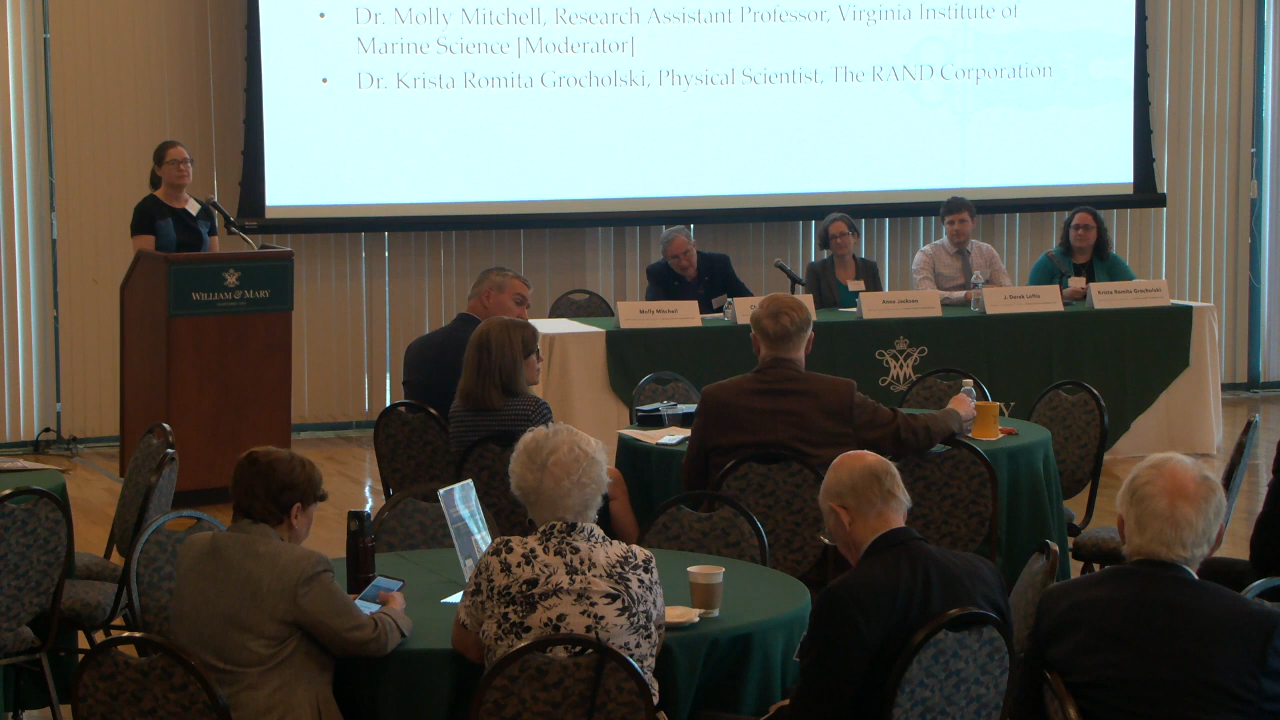 • Dr. Molly Mitchell, Research Assistant Professor, Virginia Institute of
Marine Science [Moderator]
• Dr. Krista Romita Grocholski, Physical Scientist, The RAND Corporation
WILLIAM & MARY
Molly Mitchell
Anne Jackson
J. Derek Loftis
Krista Romita Grocholski